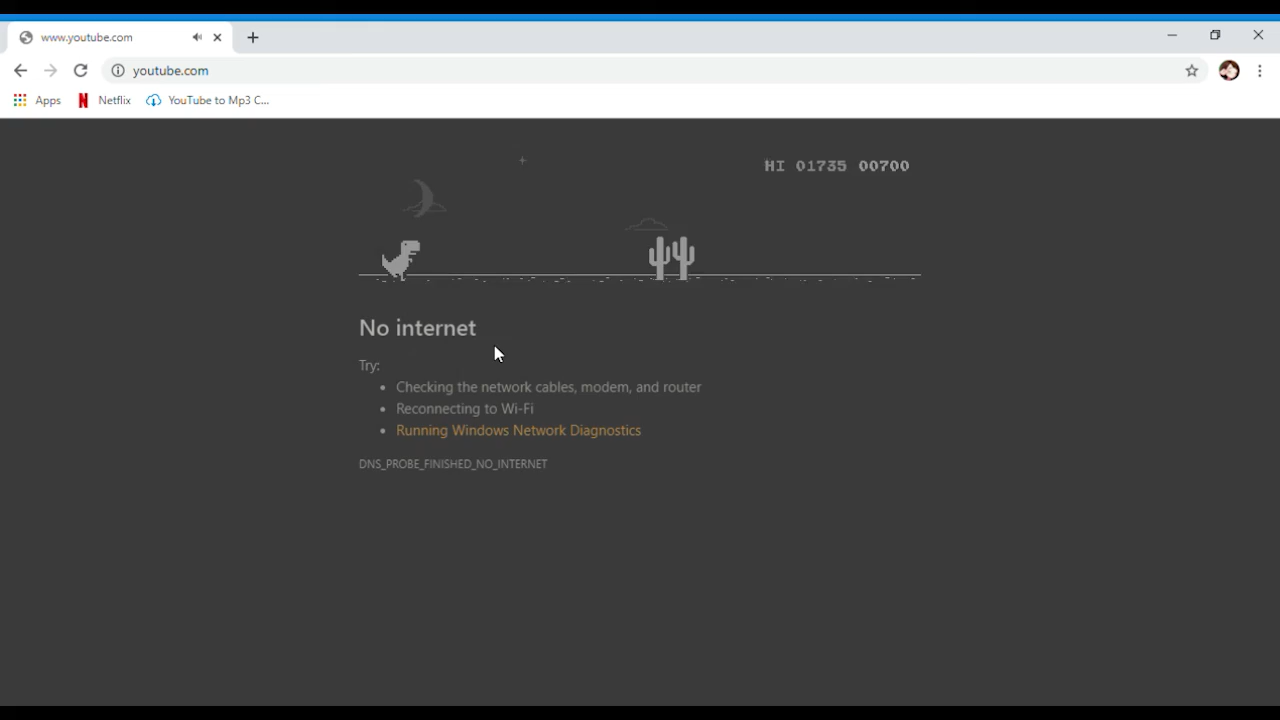 www.youtube.com
youtube.com
Apps Netflix YouTube to Mp3 C...
HI 01735 00700
No internet
Try:
• Checking the network cables, modem, and router
• Reconnecting to Wi-Fi
• Running Windows Network Diagnostics
DNS_PROBE_FINISHED_NO_INTERNET